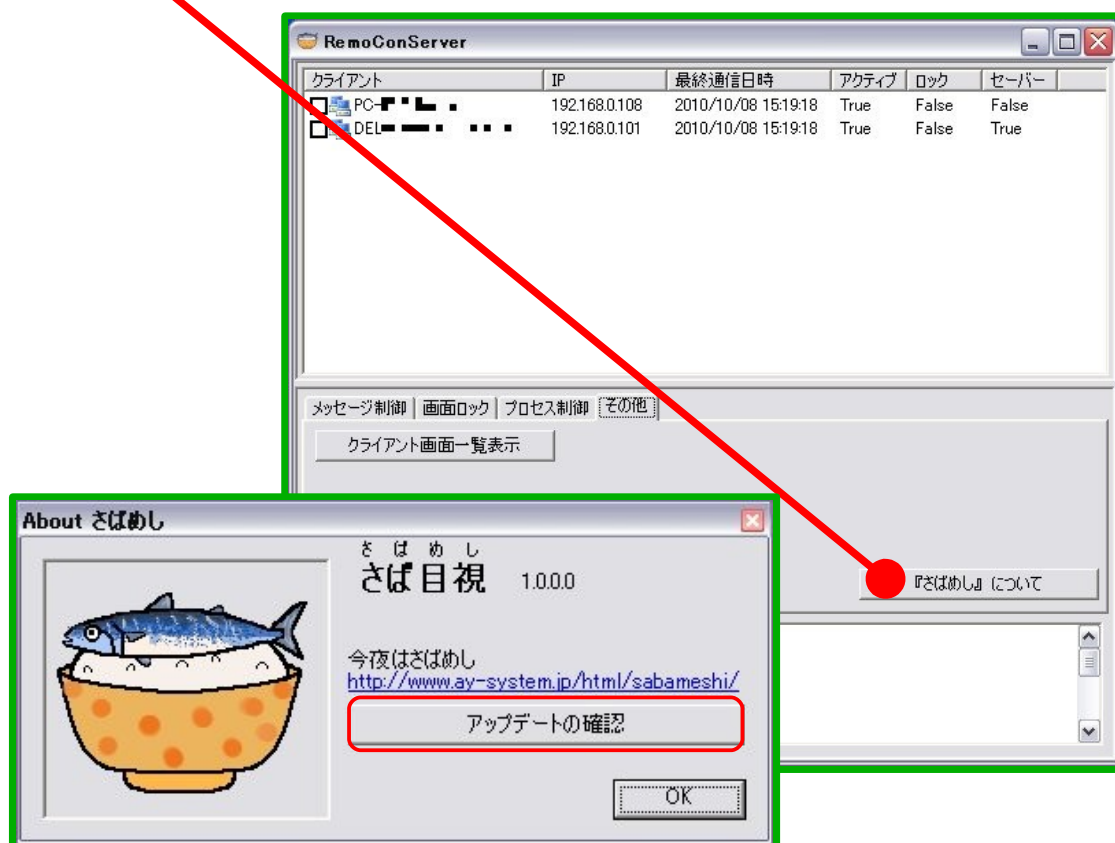 RemoConServer
クライアント IP 最終通信日時 アクティブ ロック セーバー
PC- 192.168.0.108 2010/10/08 15:19:18 True False False
DEL 192.168.0.101 2010/10/08 15:19:18 True False True
メッセージ制御 画面ロック プロセス制御 その他
クライアント画面一覧表示
『さばめし』について
About さばめし
さ ば め し
さば目視 1.0.0.0
今夜はさばめし
http://www.ay-system.jp/html/sabameshi/
アップデートの確認
OK